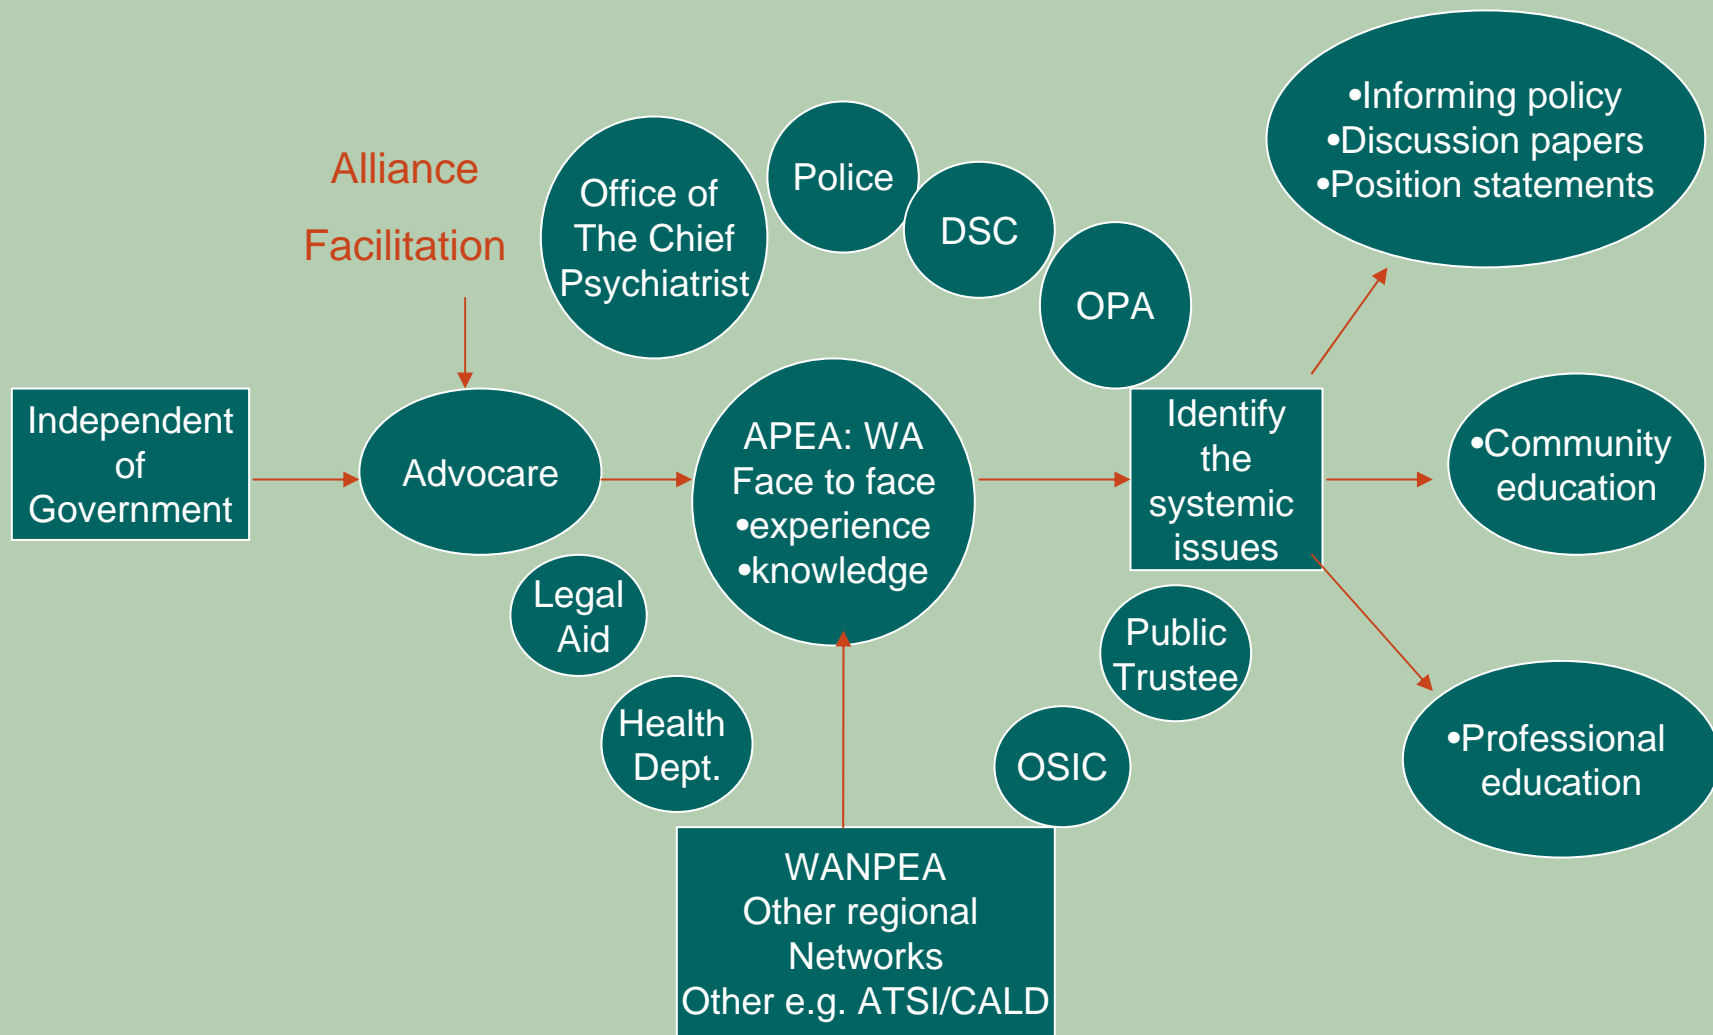 Alliance
Facilitation
Office of
The Chief
Psychiatrist
Police
DSC
OPA
•Informing policy
•Discussion papers
•Position statements
Independent
of
Government
Advocare
APEA: WA
Face to face
•experience
•knowledge
Identify
the
systemic
issues
•Community
education
Legal
Aid
Health
Dept.
Public
Trustee
OSIC
•Professional
education
WANPEA
Other regional
Networks
Other e.g. ATSI/CALD